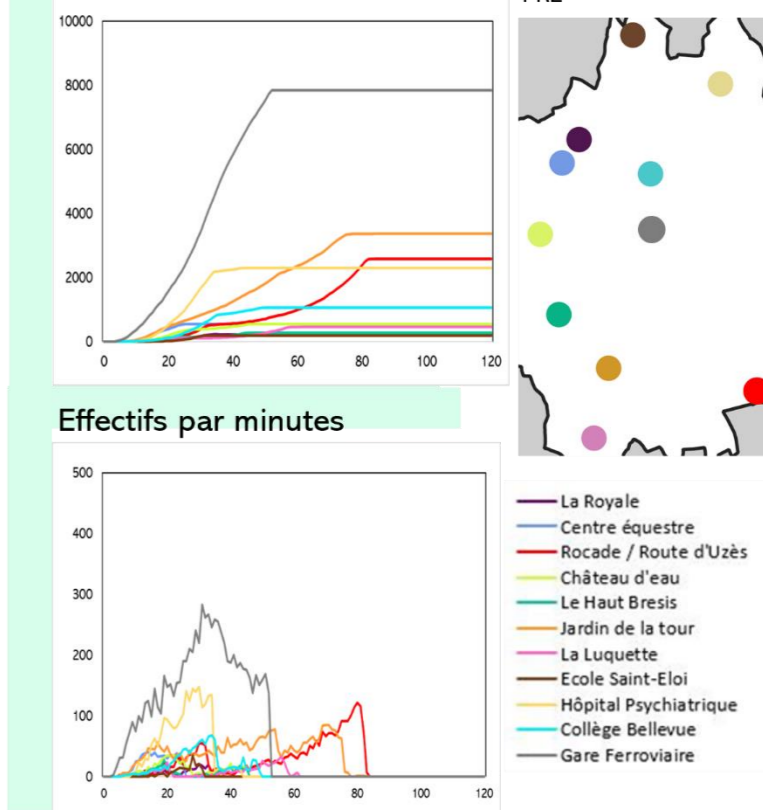 10000
8000
6000
4000
2000
0
0 20 40 60 80 100 120
Effectifs par minutes
500
400
300
200
100
0
0 20 40 60 80 100 120
La Royale
Centre équestre
Rocade / Route d'Uzès
Château d'eau
Le Haut Bresis
Jardin de la tour
La Luquette
Ecole Saint-Eloi
Hôpital Psychiatrique
Collège Bellevue
Gare Ferroviaire